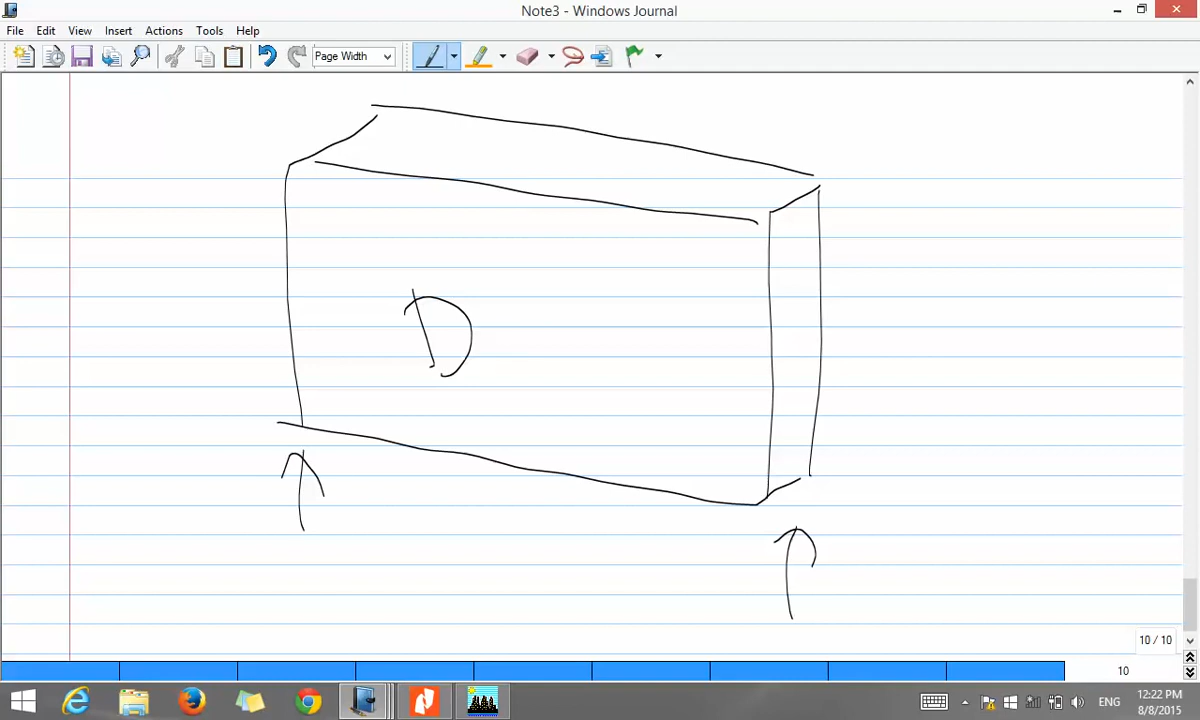 Note3 - Windows Journal
File Edit View Insert Actions Tools Help
Page Width
D
10 / 10
10
ENG
12:22 PM
8/8/2015